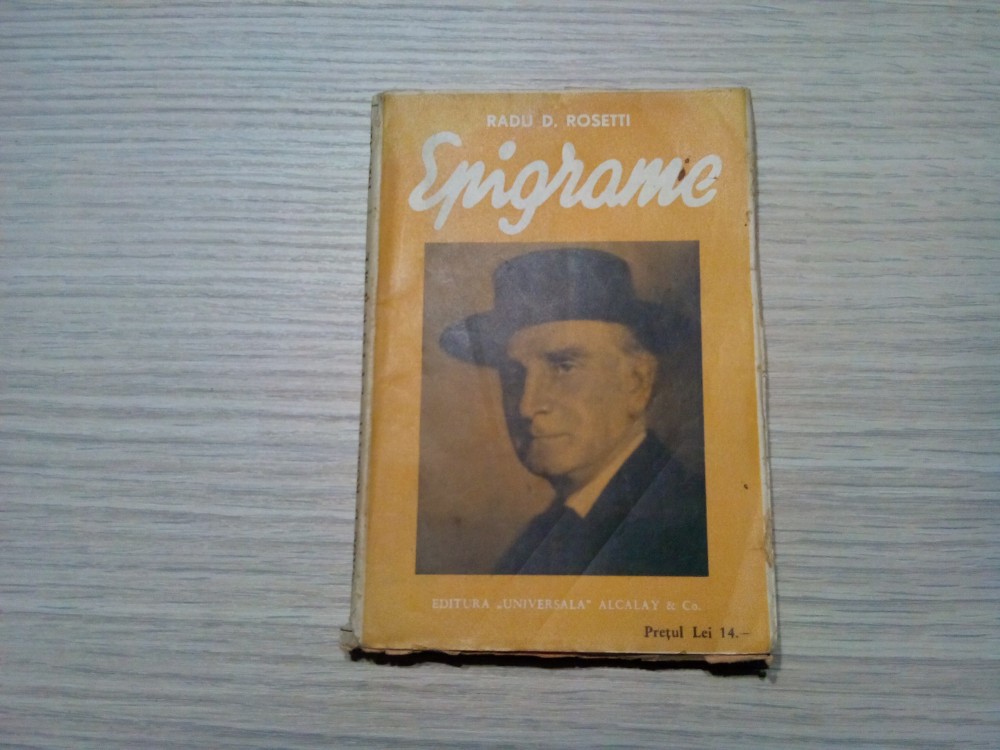 RADU D. ROSETTI
Epigrame
EDITURA „UNIVERSALA" ALCALAY & Co.
Prețul Lei 14.—